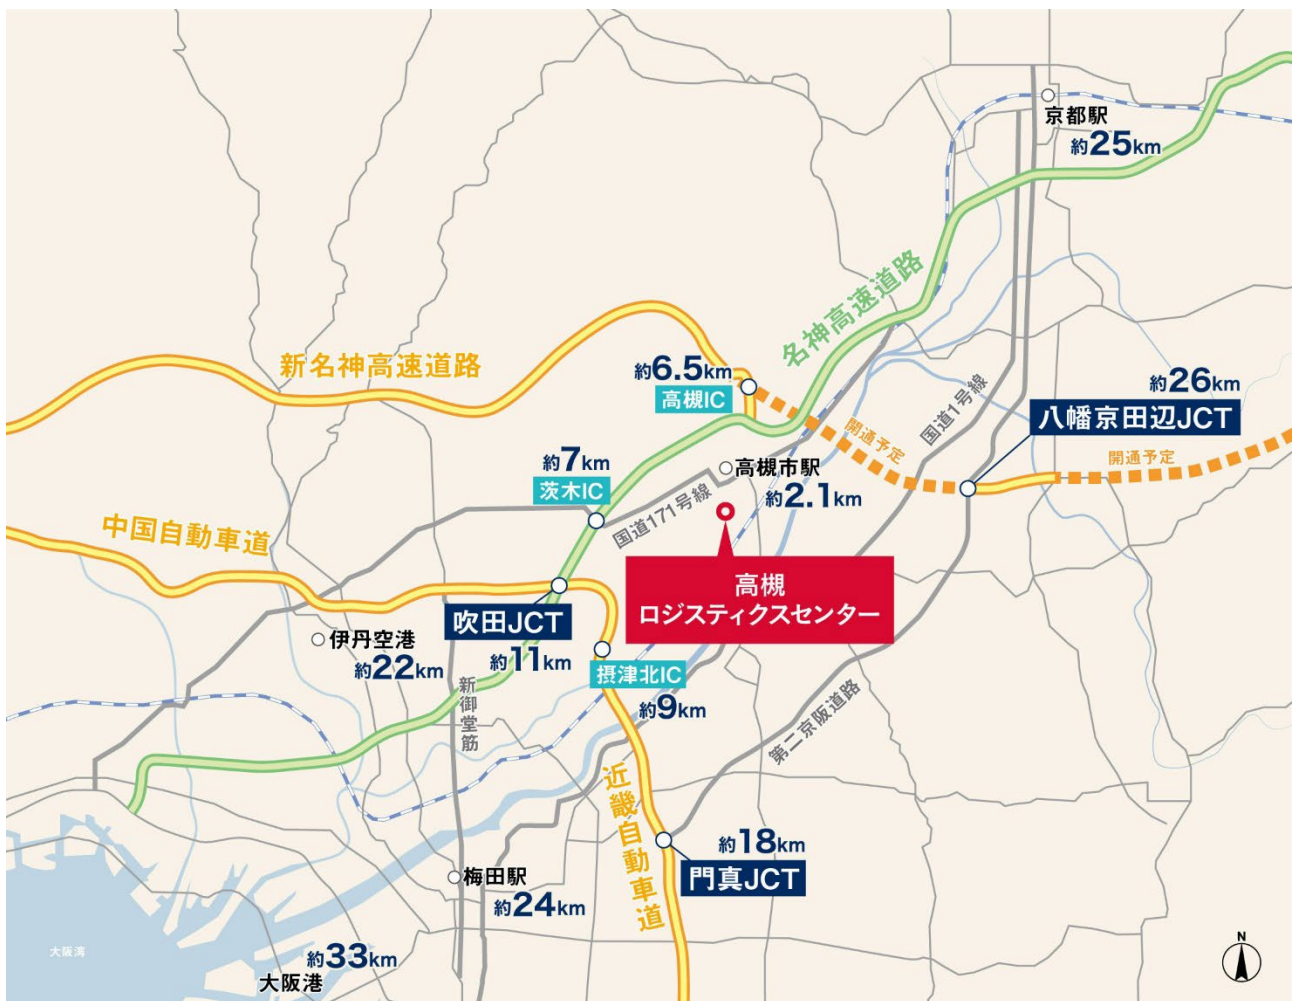 京都駅
約25km
名神高速道路
新名神高速道路
約6.5km
高槻IC
国道1号線
約26km
八幡京田辺JCT
開通予定
開通予定
約7km
茨木IC
高槻市駅
約2.1km
国道171号線
中国自動車道
高槻
ロジスティクスセンター
吹田JCT
約11km
伊丹空港
約22km
摂津北IC
約9km
新御堂筋
第二京阪道路
近畿自動車道
約18km
門真JCT
梅田駅
約24km
大阪湾
約33km
大阪港
N